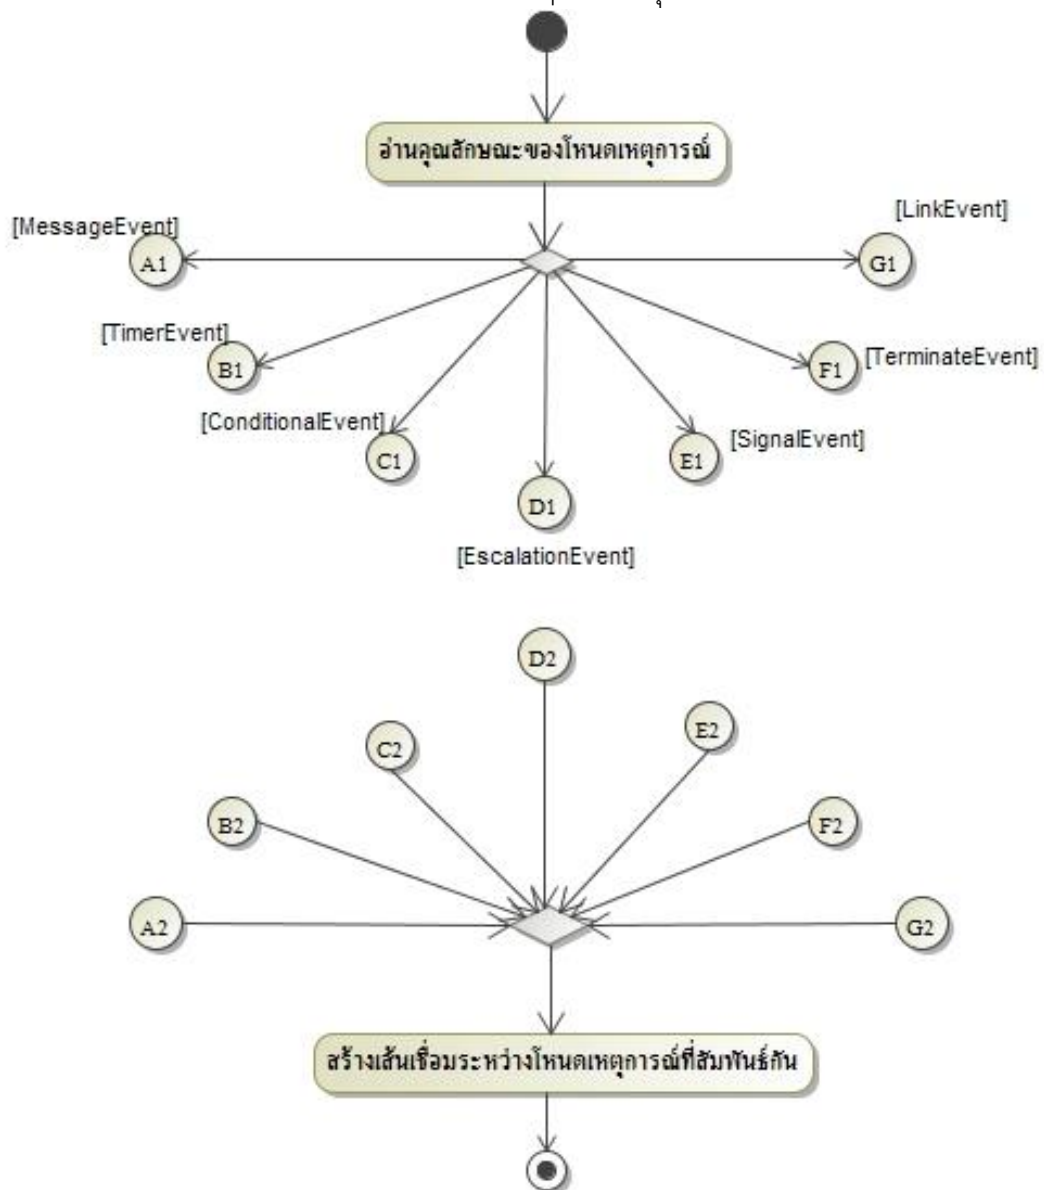 อ่านคุณลักษณะของโหนดเหตุการณ์
[LinkEvent]
[MessageEvent]
A1
G1
[TimerEvent]
B1
F1
[TerminateEvent]
[ConditionalEvent]
C1
E1
[SignalEvent]
D1
[EscalationEvent]
D2
C2
E2
B2
F2
A2
G2
สร้างเส้นเชื่อมระหว่างโหนดเหตุการณ์ที่สัมพันธ์กัน